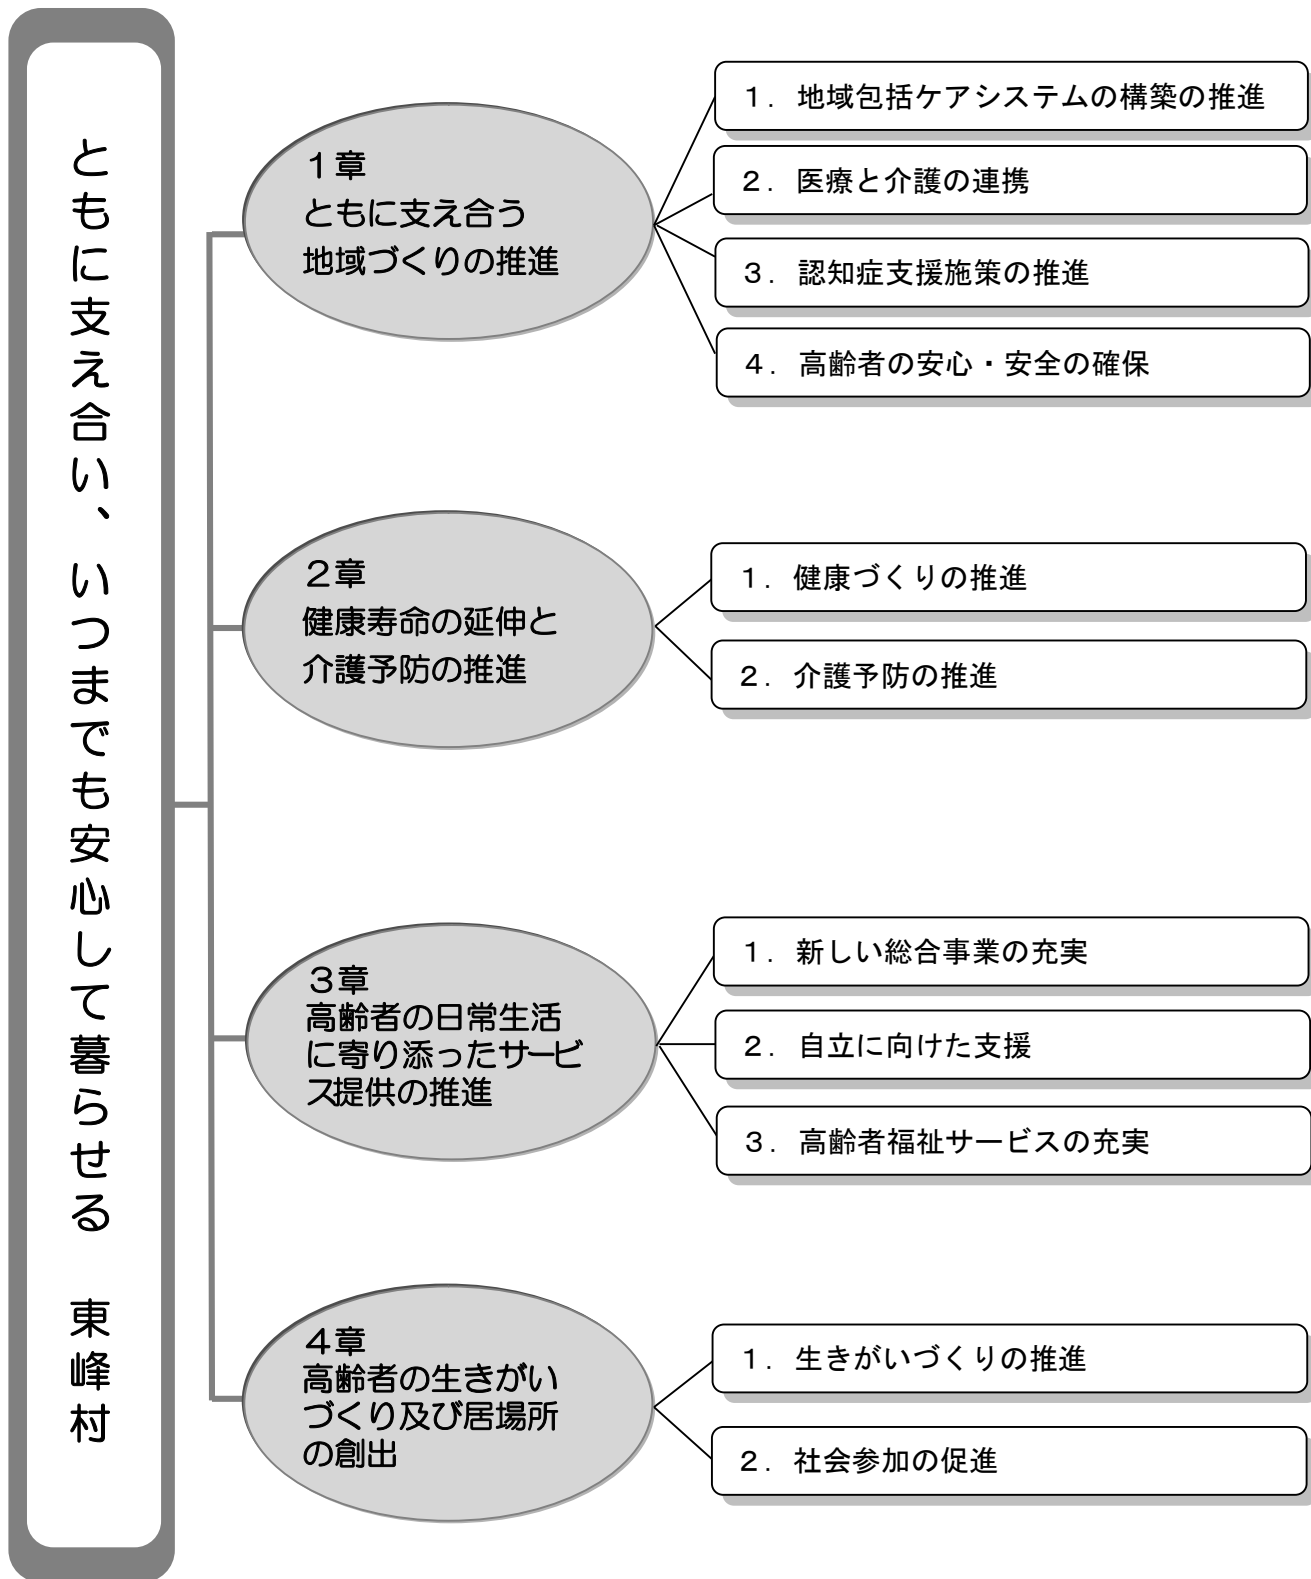 ともに支え合い、いつまでも安心して暮らせる　東峰村
１章
ともに支え合う
地域づくりの推進
１．地域包括ケアシステムの構築の推進
２．医療と介護の連携
３．認知症支援施策の推進
４．高齢者の安心・安全の確保
２章
健康寿命の延伸と
介護予防の推進
１．健康づくりの推進
２．介護予防の推進
３章
高齢者の日常生活
に寄り添ったサービ
ス提供の推進
１．新しい総合事業の充実
２．自立に向けた支援
３．高齢者福祉サービスの充実
４章
高齢者の生きがい
づくり及び居場所
の創出
１．生きがいづくりの推進
２．社会参加の促進